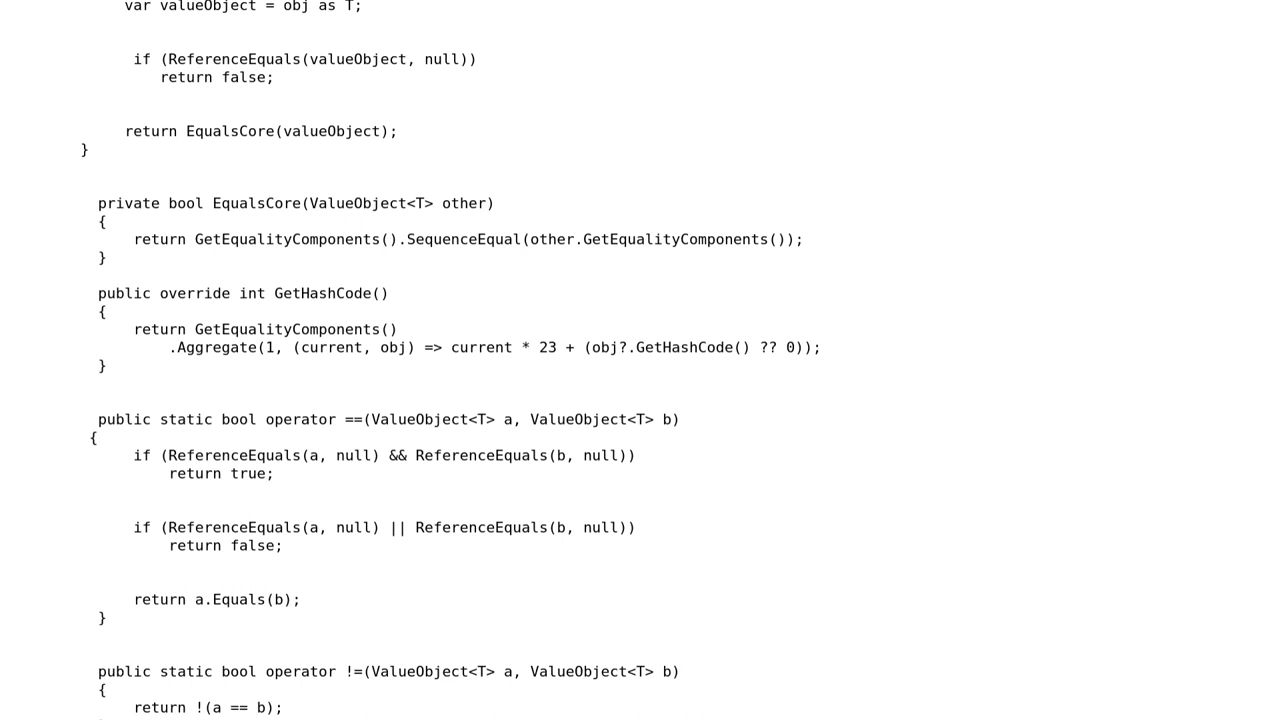 var valueObject = obj as T;
if (ReferenceEquals(valueObject, null))
return false;
return EqualsCore(valueObject);
}
private bool EqualsCore(ValueObject<T> other)
{
return GetEqualityComponents().SequenceEqual(other.GetEqualityComponents());
}
public override int GetHashCode()
{
return GetEqualityComponents()
.Aggregate(1, (current, obj) => current * 23 + (obj?.GetHashCode() ?? 0));
}
public static bool operator ==(ValueObject<T> a, ValueObject<T> b)
{
if (ReferenceEquals(a, null) && ReferenceEquals(b, null))
return true;
if (ReferenceEquals(a, null) || ReferenceEquals(b, null))
return false;
return a.Equals(b);
}
public static bool operator !=(ValueObject<T> a, ValueObject<T> b)
{
return !(a == b);